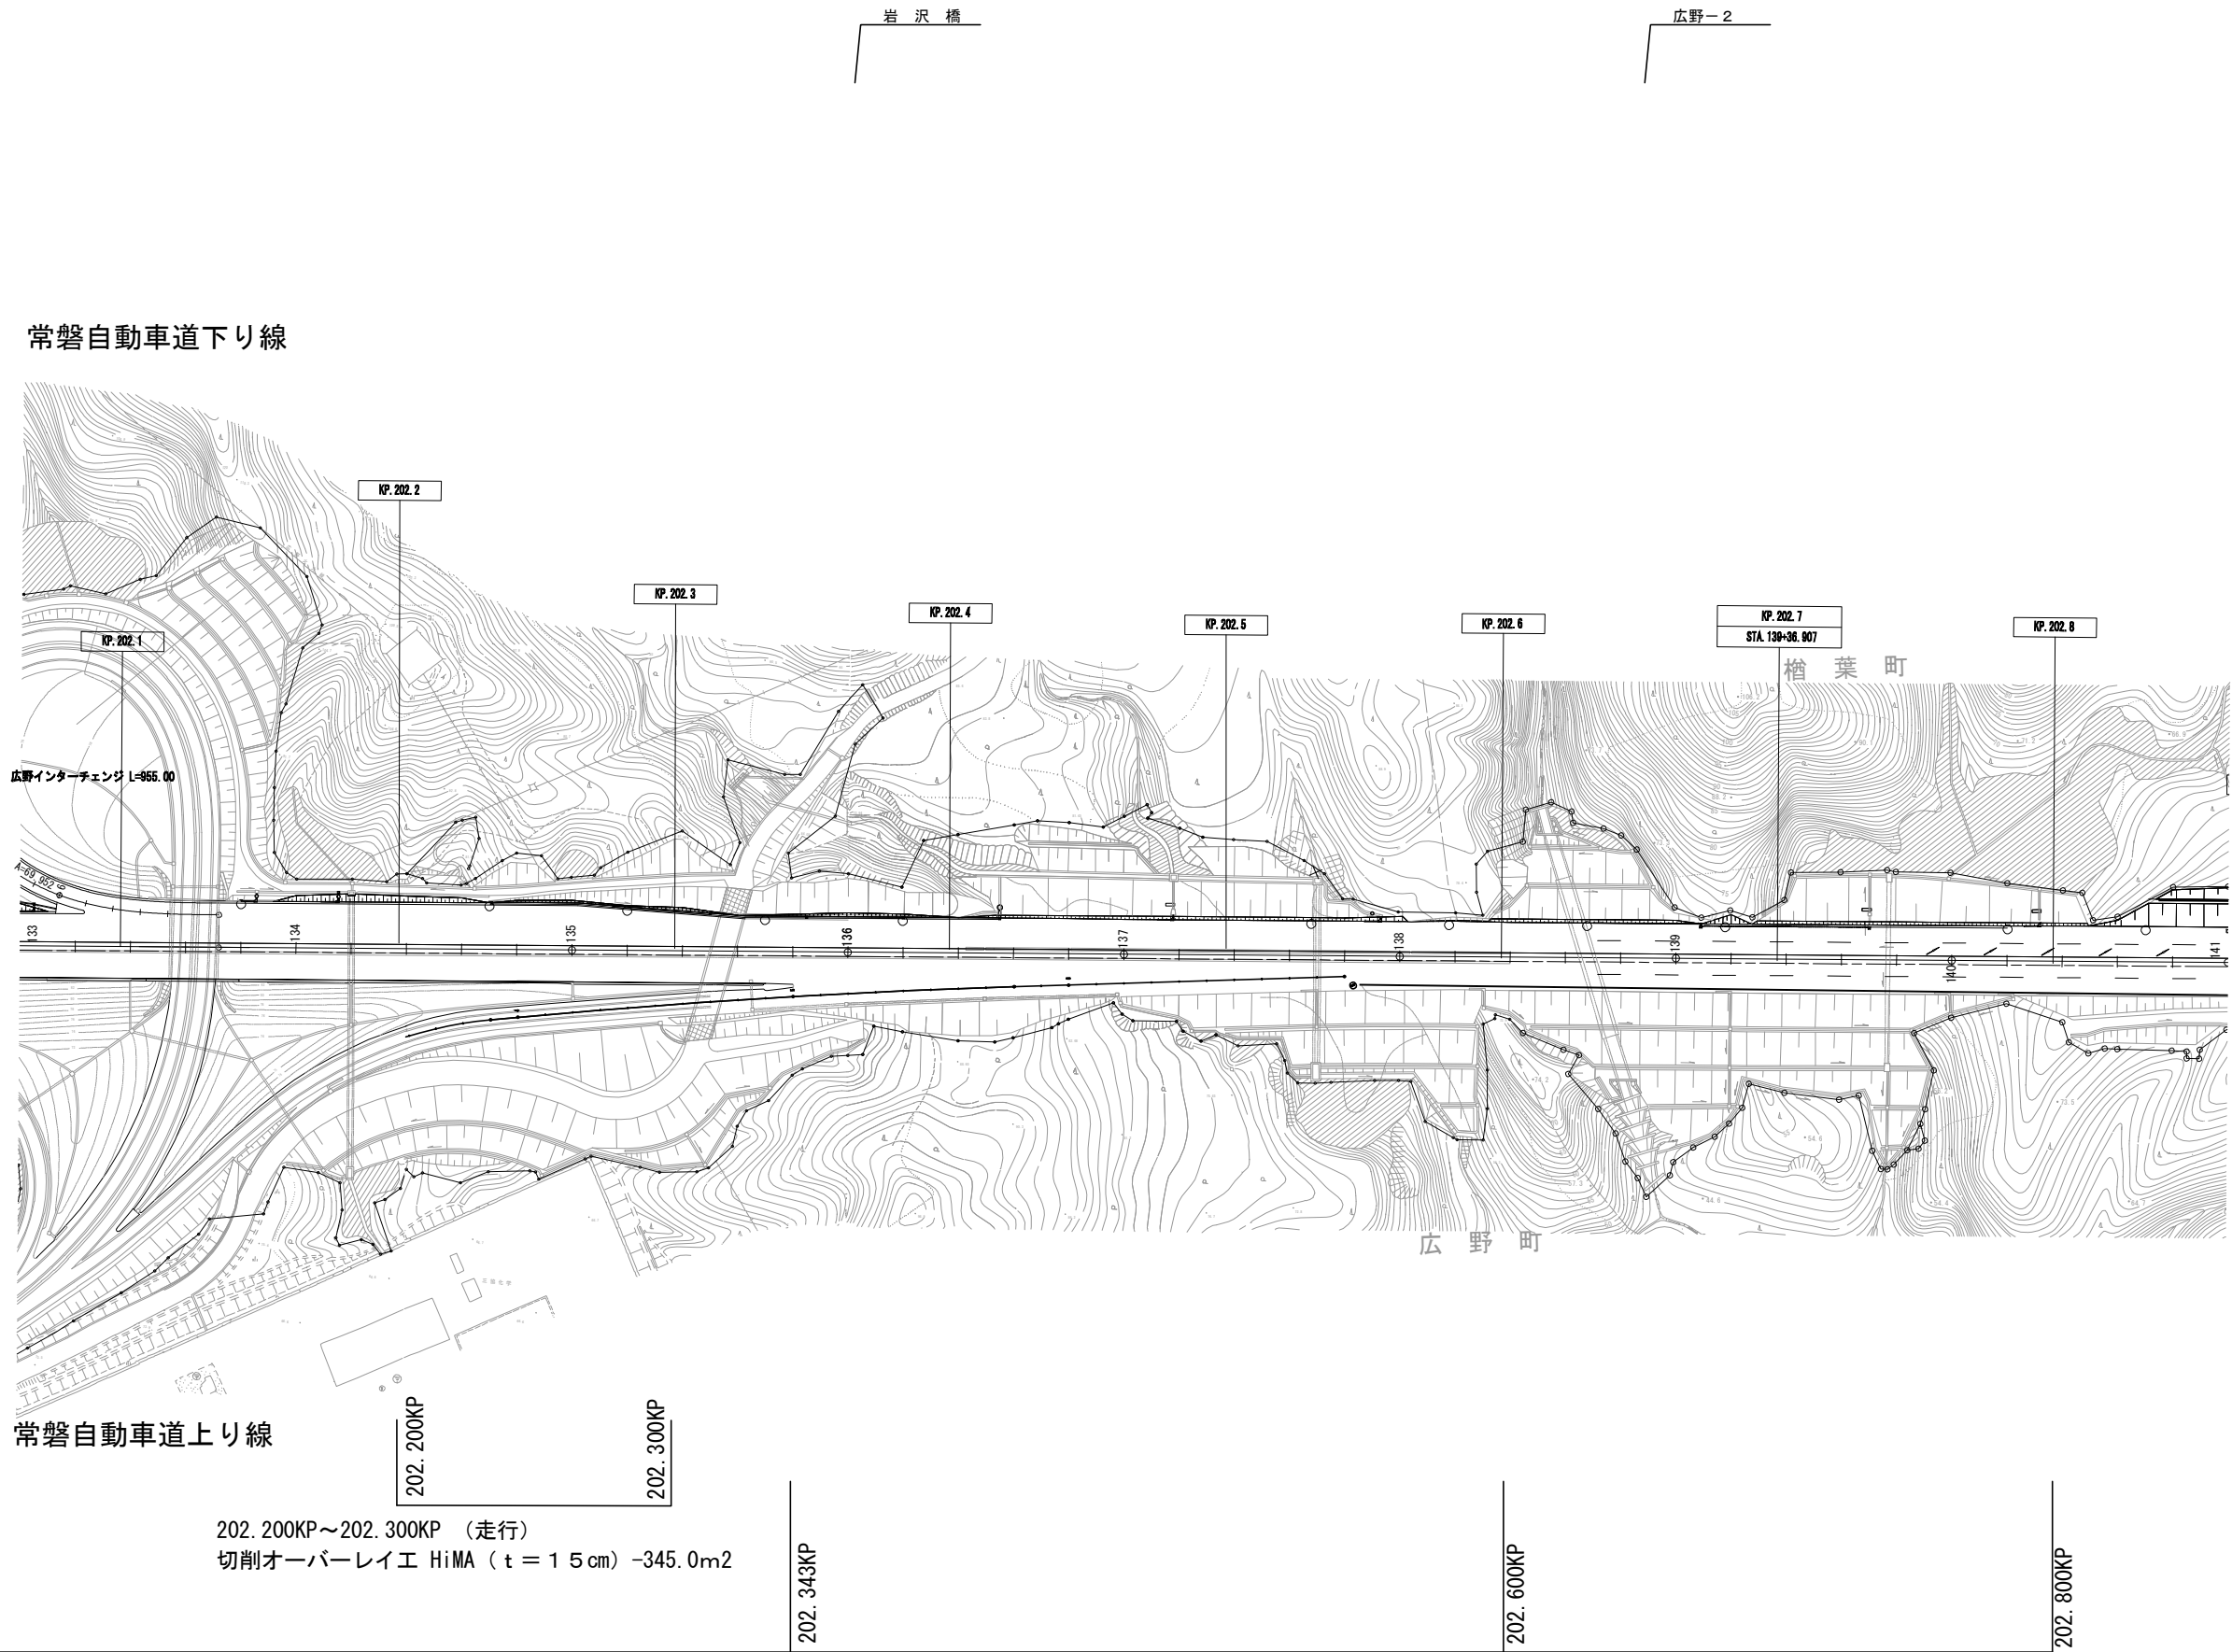 岩 沢 橋
広野－２
常磐自動車道下り線
KP.202.2
KP.202.3
KP.202.4
KP.202.5
KP.202.6
KP.202.7
STA.139+36.907
KP.202.8
KP.202.1
楢 葉 町
広野インターチェンジ L=955.00
133
134
135
136
137
138
139
140
141
広 野 町
常磐自動車道上り線
202.200KP
202.300KP
202.200KP～202.300KP （走行）
切削オーバーレイ工 HiMA（ｔ＝１５cm）-345.0m2
202.343KP
202.600KP
202.800KP